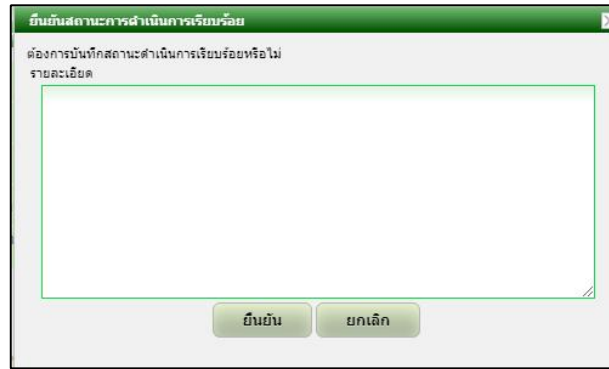 ยืนยันสถานะการดำเนินการเรียบร้อย
ต้องการบันทึกสถานะดำเนินการเรียบร้อยหรือไม่
รายละเอียด
ยืนยัน ยกเลิก